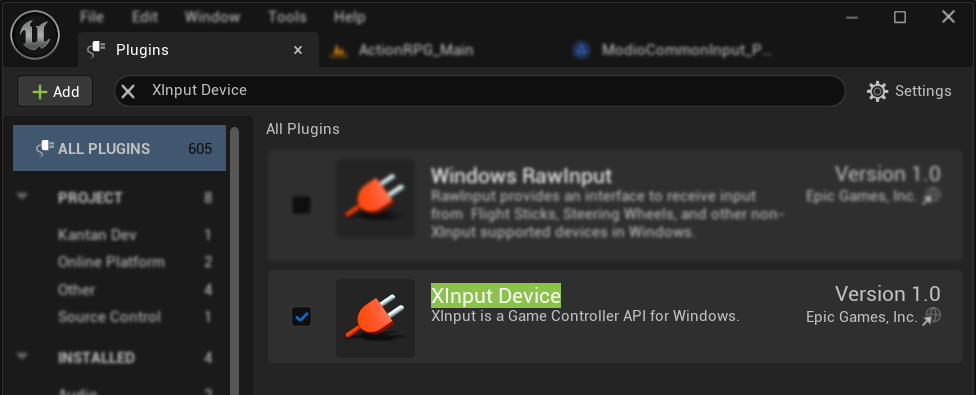 File Edit Window Tools Help
Plugins ActionRPG_Main ModioCommonInput_P...
Add XInput Device Settings
ALL PLUGINS 605
PROJECT 8
Kantan Dev 1
Online Platform 2
Other 4
Source Control 1
INSTALLED 4
Audio 2
All Plugins
Windows RawInput Version 1.0
RawInput provides an interface to receive input Epic Games, Inc.
from Flight Sticks, Steering Wheels, and other non-
XInput supported devices in Windows.
XInput Device Version 1.0
XInput is a Game Controller API for Windows. Epic Games, Inc.